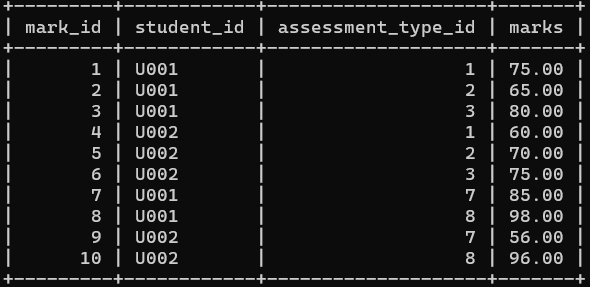 +---------+------------+--------------------+-------+
| mark_id | student_id | assessment_type_id | marks |
+---------+------------+--------------------+-------+
|       1 | U001       |                  1 | 75.00 |
|       2 | U001       |                  2 | 65.00 |
|       3 | U001       |                  3 | 80.00 |
|       4 | U002       |                  1 | 60.00 |
|       5 | U002       |                  2 | 70.00 |
|       6 | U002       |                  3 | 75.00 |
|       7 | U001       |                  7 | 85.00 |
|       8 | U001       |                  8 | 98.00 |
|       9 | U002       |                  7 | 56.00 |
|      10 | U002       |                  8 | 96.00 |
+---------+------------+--------------------+-------+